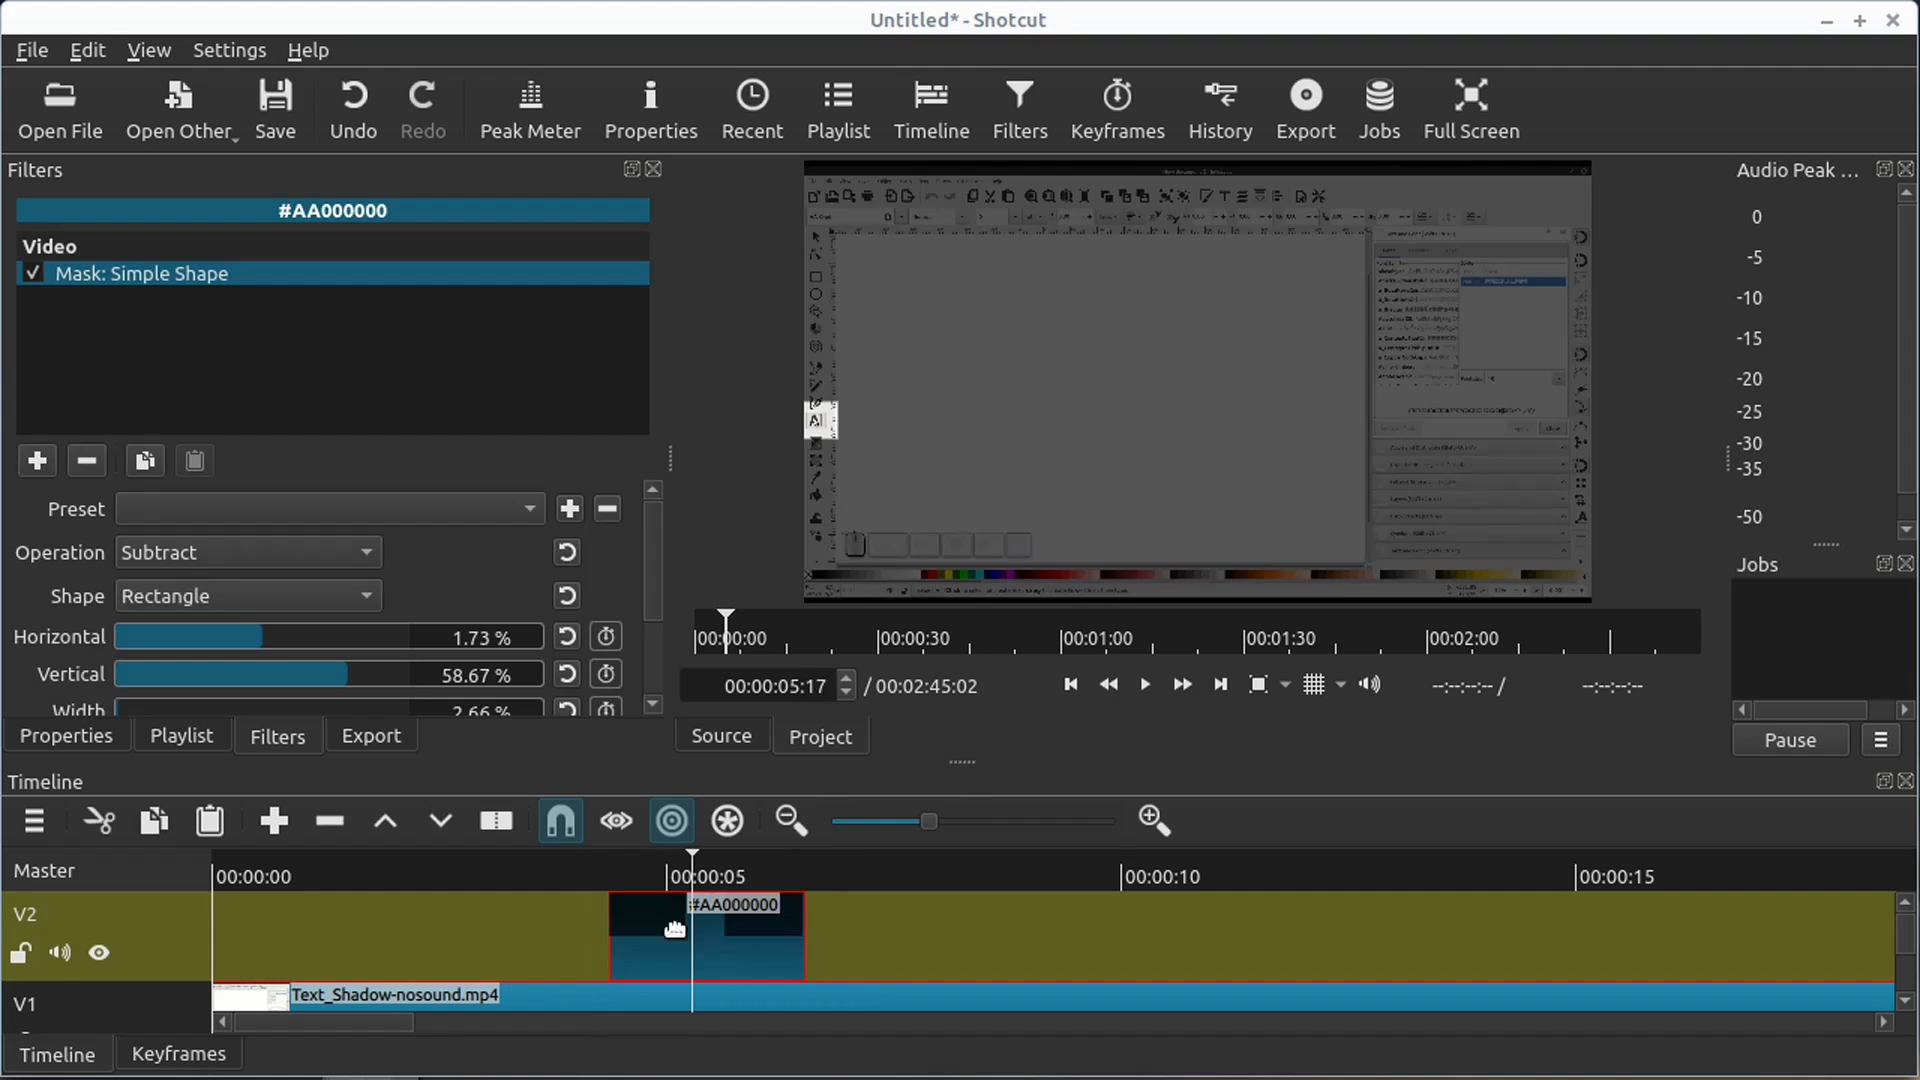 Untitled* - Shotcut
File Edit View Settings Help
Open File Open Other Save Undo Redo Peak Meter Properties Recent Playlist Timeline Filters Keyframes History Export Jobs Full Screen
Filters
#AA000000
Video
Mask: Simple Shape
Preset
Operation Subtract
Shape Rectangle
Horizontal 1.73 %
Vertical 58.67 %
Width 2.66 %
Properties Playlist Filters Export
00:00:00 00:00:30 00:01:00 00:01:30 00:02:00
00:00:05:17 / 00:02:45:02 --:--:--:-- / --:--:--:--
Source Project
Audio Peak ...
0
-5
-10
-15
-20
-25
-30
-35
-50
Jobs
Pause
Timeline
Master
00:00:00 00:00:05 00:00:10 00:00:15
V2
#AA000000
V1
Text_Shadow-nosound.mp4
Timeline Keyframes